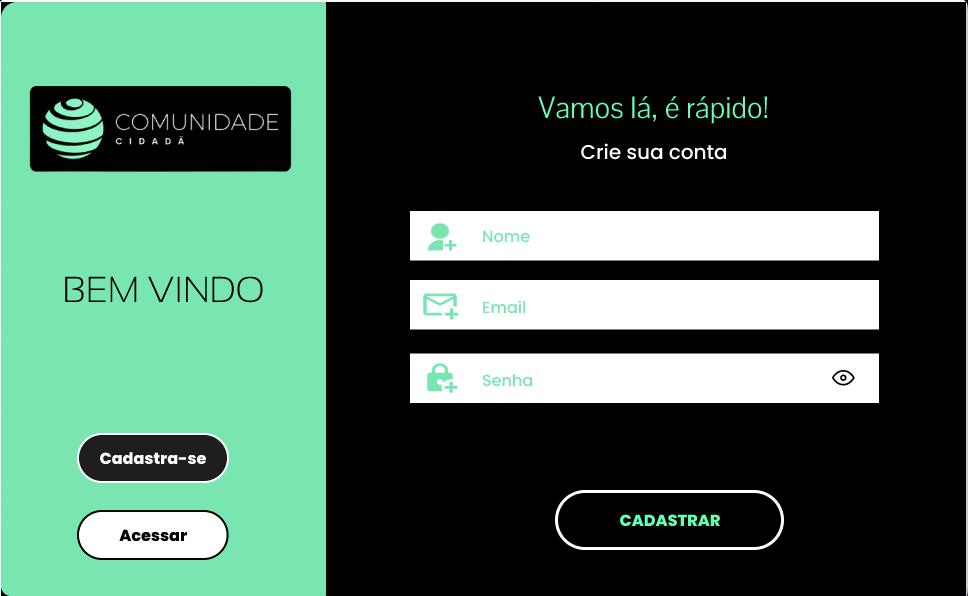 COMUNIDADE
CIDADÃ
BEM VINDO
Cadastra-se
Acessar
Vamos lá, é rápido!
Crie sua conta
Nome
Email
Senha
CADASTRAR